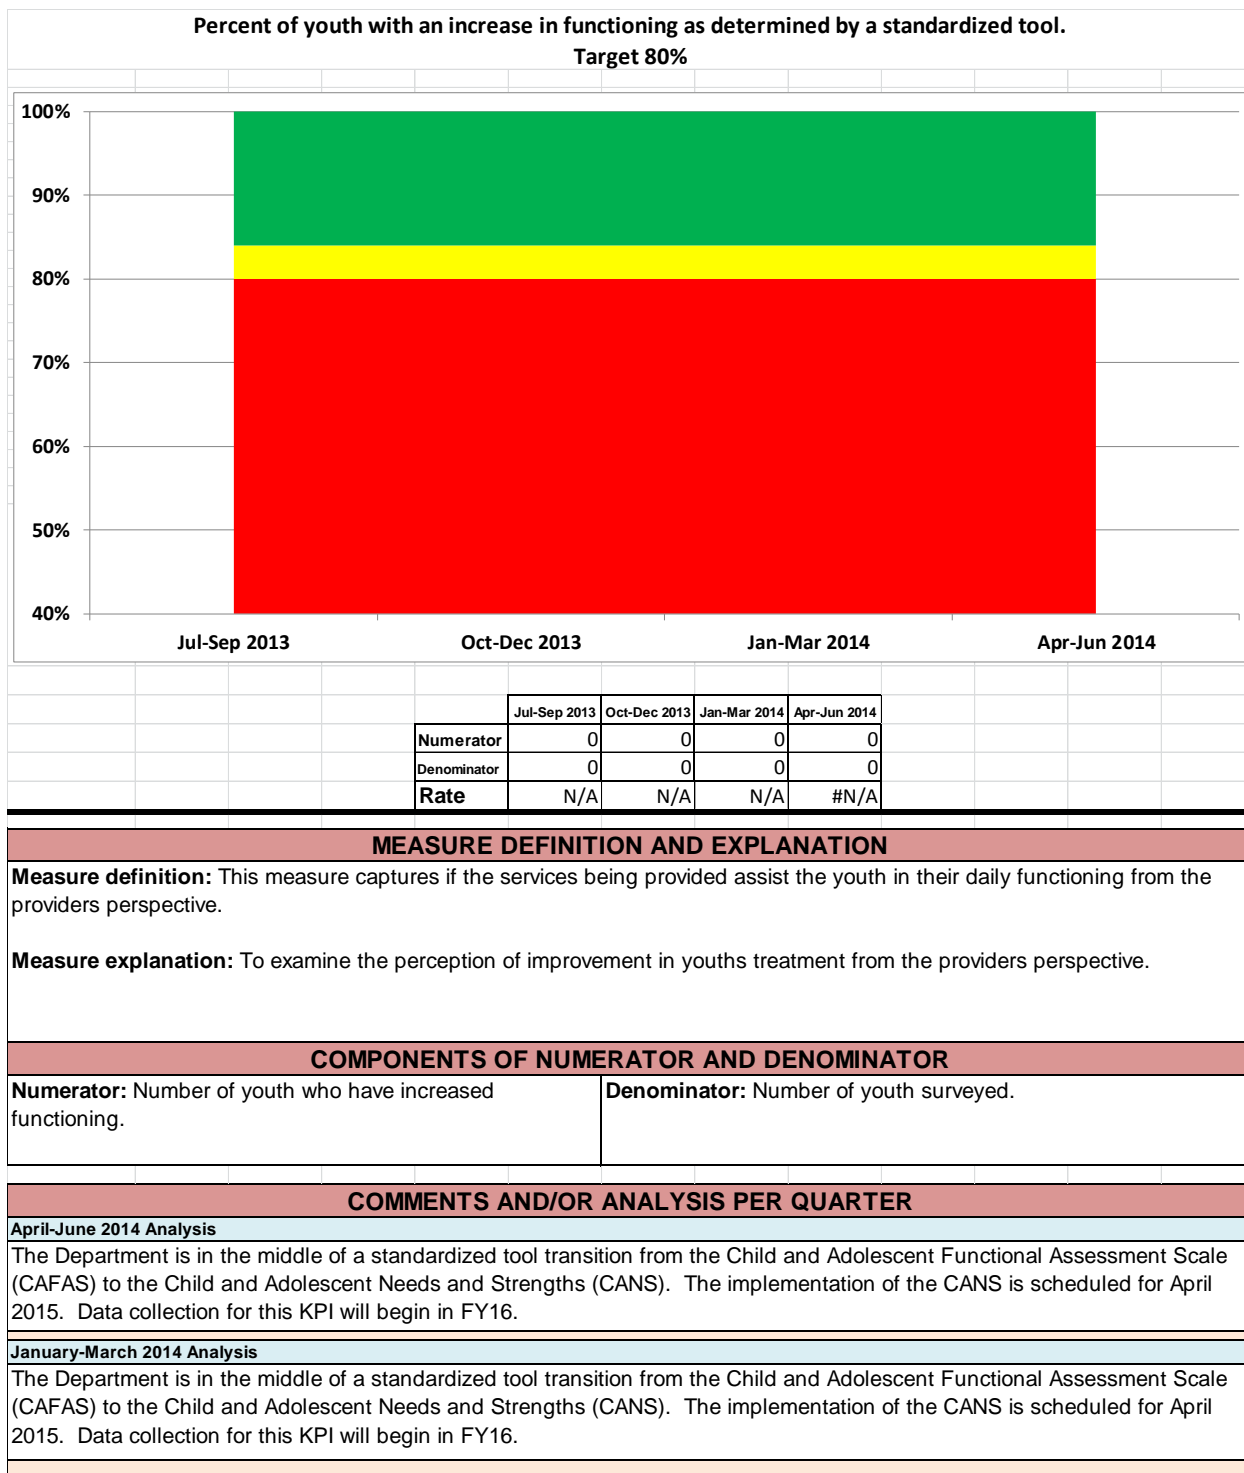 Percent of youth with an increase in functioning as determined by a standardized tool.
Target 80%
100%
90%
80%
70%
60%
50%
40%
Jul-Sep 2013 Oct-Dec 2013 Jan-Mar 2014 Apr-Jun 2014
Jul-Sep 2013 Oct-Dec 2013 Jan-Mar 2014 Apr-Jun 2014
Numerator 0 0 0 0
Denominator 0 0 0 0
Rate N/A N/A N/A #N/A
MEASURE DEFINITION AND EXPLANATION
Measure definition: This measure captures if the services being provided assist the youth in their daily functioning from the
providers perspective.
Measure explanation: To examine the perception of improvement in youths treatment from the providers perspective.
COMPONENTS OF NUMERATOR AND DENOMINATOR
Numerator: Number of youth who have increased
functioning.
Denominator: Number of youth surveyed.
COMMENTS AND/OR ANALYSIS PER QUARTER
April-June 2014 Analysis
The Department is in the middle of a standardized tool transition from the Child and Adolescent Functional Assessment Scale
(CAFAS) to the Child and Adolescent Needs and Strengths (CANS).  The implementation of the CANS is scheduled for April
2015.  Data collection for this KPI will begin in FY16.
January-March 2014 Analysis
The Department is in the middle of a standardized tool transition from the Child and Adolescent Functional Assessment Scale
(CAFAS) to the Child and Adolescent Needs and Strengths (CANS).  The implementation of the CANS is scheduled for April
2015.  Data collection for this KPI will begin in FY16.